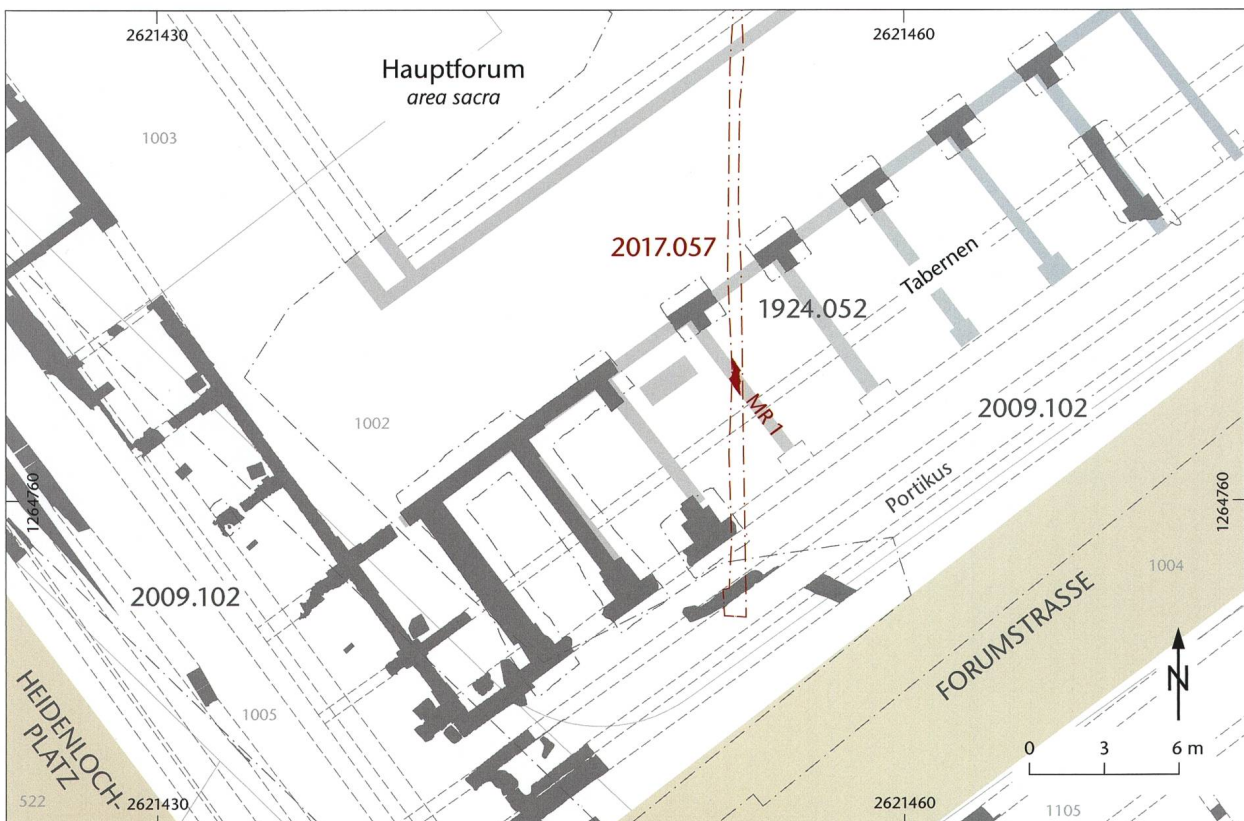 2621430
2621460
Hauptforum
area sacra
1003
2017.057
1924.052
Tabernen
2009.102
1002
MR 1
Portikus
1264760
1264760
1004
2009.102
FORUMSTRASSE
N
HEIDENLOCH-
PLATZ
1005
0 3 6 m
522
2621430
2621460
1105